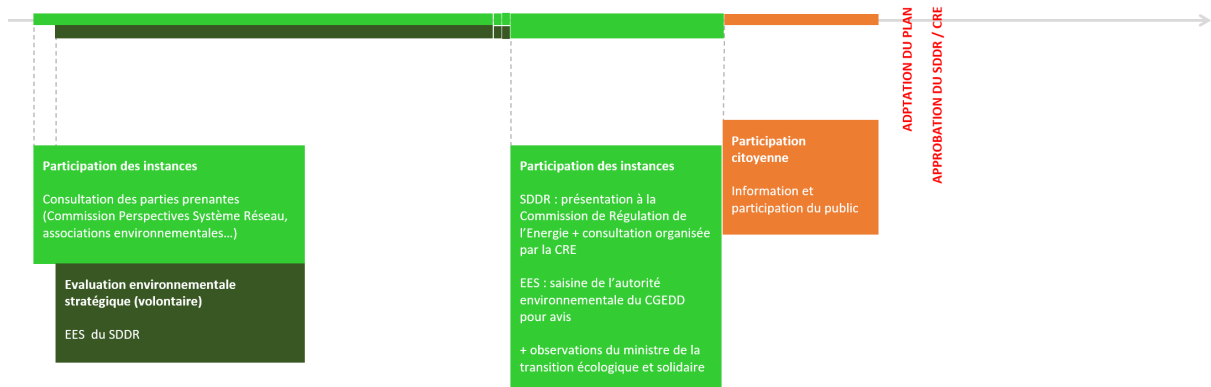 ADPTATION DU PLAN
APPROBATION DU SDDR / CRE
Participation des instances
Consultation des parties prenantes
(Commission Perspectives Système Réseau,
associations environnementales…)
Evaluation environnementale
stratégique (volontaire)
EES du SDDR
Participation des instances
SDDR : présentation à la
Commission de Régulation de
l’Energie + consultation organisée
par la CRE
EES : saisine de l’autorité
environnementale du CGEDD
pour avis
+ observations du ministre de la
transition écologique et solidaire
Participation
citoyenne
Information et
participation du public